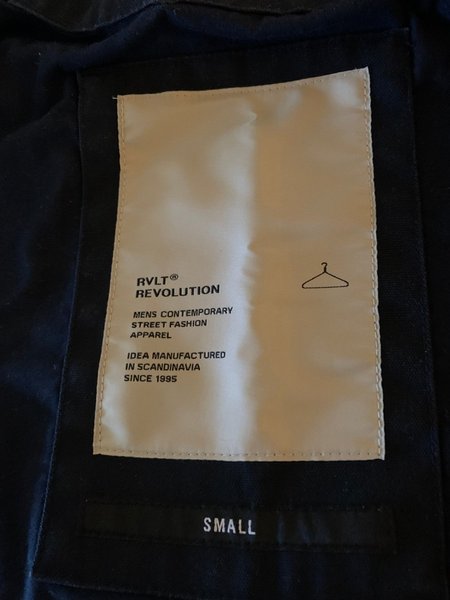 RVLT®
REVOLUTION
MENS CONTEMPORARY
STREET FASHION
APPAREL
IDEA MANUFACTURED
IN SCANDINAVIA
SINCE 1995
SMALL